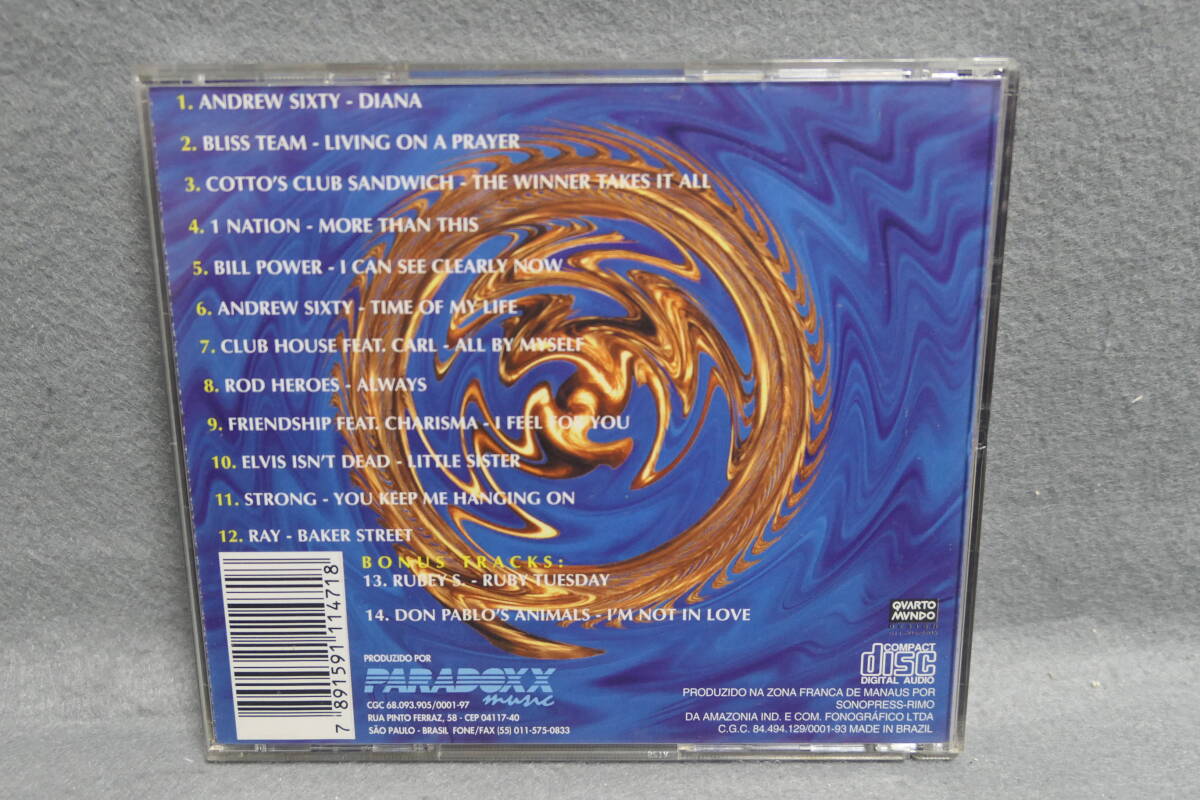 1. ANDREW SIXTY - DIANA
2. BLISS TEAM - LIVING ON A PRAYER
3. COTTO'S CLUB SANDWICH - THE WINNER TAKES IT ALL
4. 1 NATION - MORE THAN THIS
5. BILL POWER - I CAN SEE CLEARLY NOW
6. ANDREW SIXTY - TIME OF MY LIFE
7. CLUB HOUSE FEAT. CARL - ALL BY MYSELF
8. ROD HEROES - ALWAYS
9. FRIENDSHIP FEAT. CHARISMA - I FEEL FOR YOU
10. ELVIS ISN'T DEAD - LITTLE SISTER
11. STRONG - YOU KEEP ME HANGING ON
12. RAY - BAKER STREET
BONUS TRACKS:
13. RUBEY S. - RUBY TUESDAY
14. DON PABLO'S ANIMALS - I'M NOT IN LOVE
7 891591 114718
PRODUZIDO POR
PARADOXX
music
CGC 68.093.905/0001-97
RUA PINTO FERRAZ, 58 - CEP 04117-40
SÃO PAULO - BRASIL FONE/FAX (55) 011-575-0833
QVARTO
MVNDO
COMPACT
disc
DIGITAL AUDIO
PRODUZIDO NA ZONA FRANCA DE MANAUS POR
SONOPRESS-RIMO
DA AMAZONIA IND. E COM. FONOGRÁFICO LTDA
C.G.C. 84.494.129/0001-93 MADE IN BRAZIL